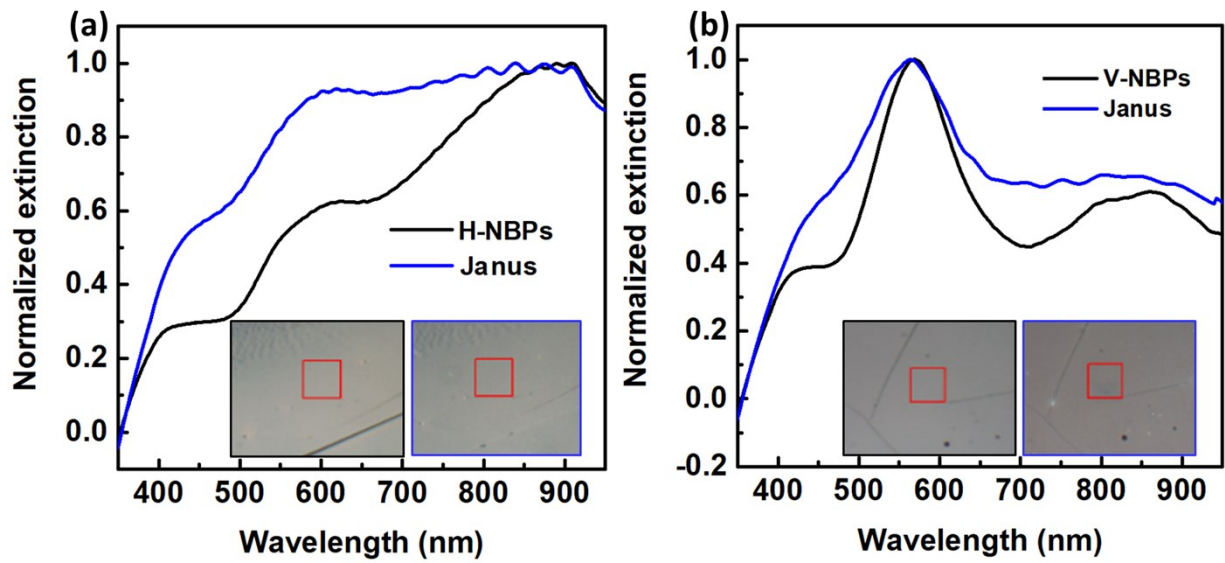 (a)
Normalized extinction
1.0
0.8
0.6
0.4
0.2
0.0
H-NBPs
Janus
400 500 600 700 800 900
Wavelength (nm)
(b)
Normalized extinction
1.0
0.8
0.6
0.4
0.2
0.0
-0.2
V-NBPs
Janus
400 500 600 700 800 900
Wavelength (nm)